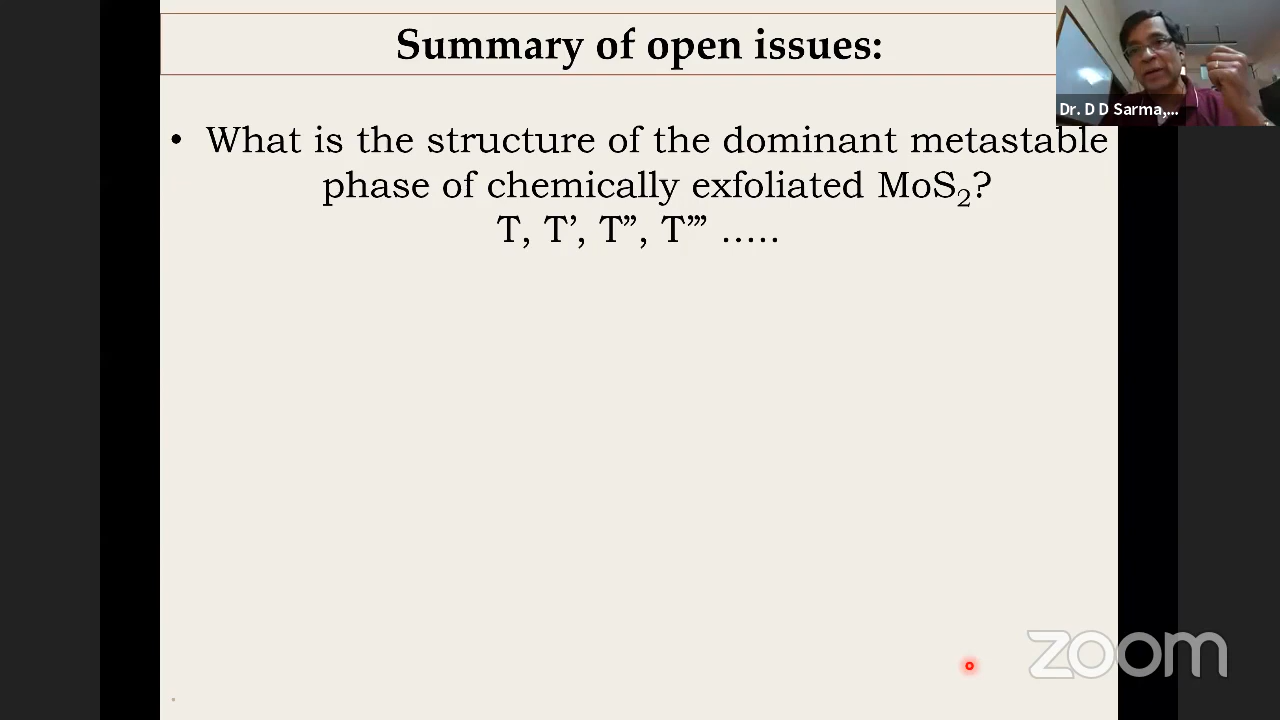 Summary of open issues:
Dr. D D Sarma,...
• What is the structure of the dominant metastable
phase of chemically exfoliated MoS₂?
T, T’, T”, T”’ .....
zoom